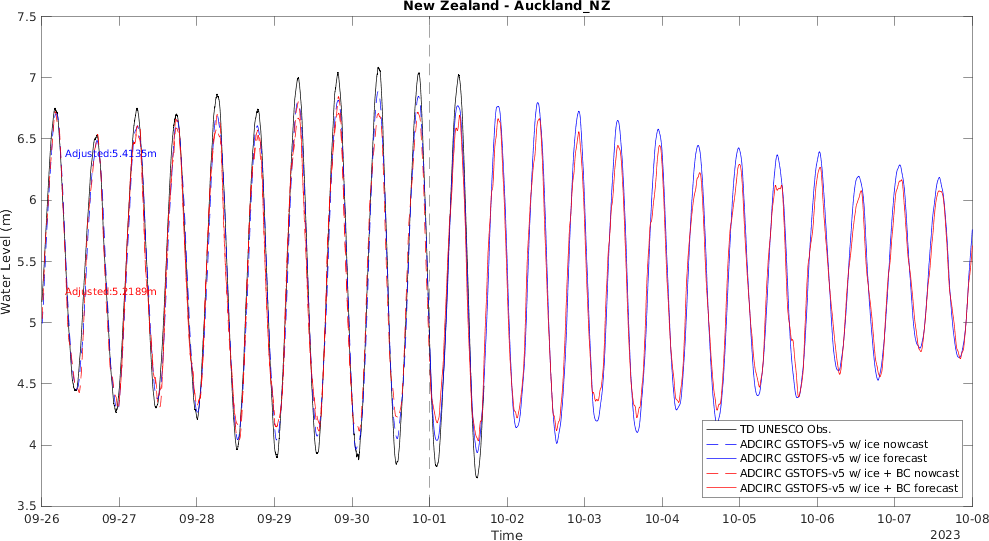 New Zealand - Auckland_NZ
7.5
7
6.5
6
5.5
5
4.5
4
3.5
Water Level (m)
Adjusted:5.4135m
Adjusted:5.2189m
TD UNESCO Obs.
ADCIRC GSTOFS-v5 w/ ice nowcast
ADCIRC GSTOFS-v5 w/ ice forecast
ADCIRC GSTOFS-v5 w/ ice + BC nowcast
ADCIRC GSTOFS-v5 w/ ice + BC forecast
09-26 09-27 09-28 09-29 09-30 10-01 10-02 10-03 10-04 10-05 10-06 10-07 10-08
Time
2023